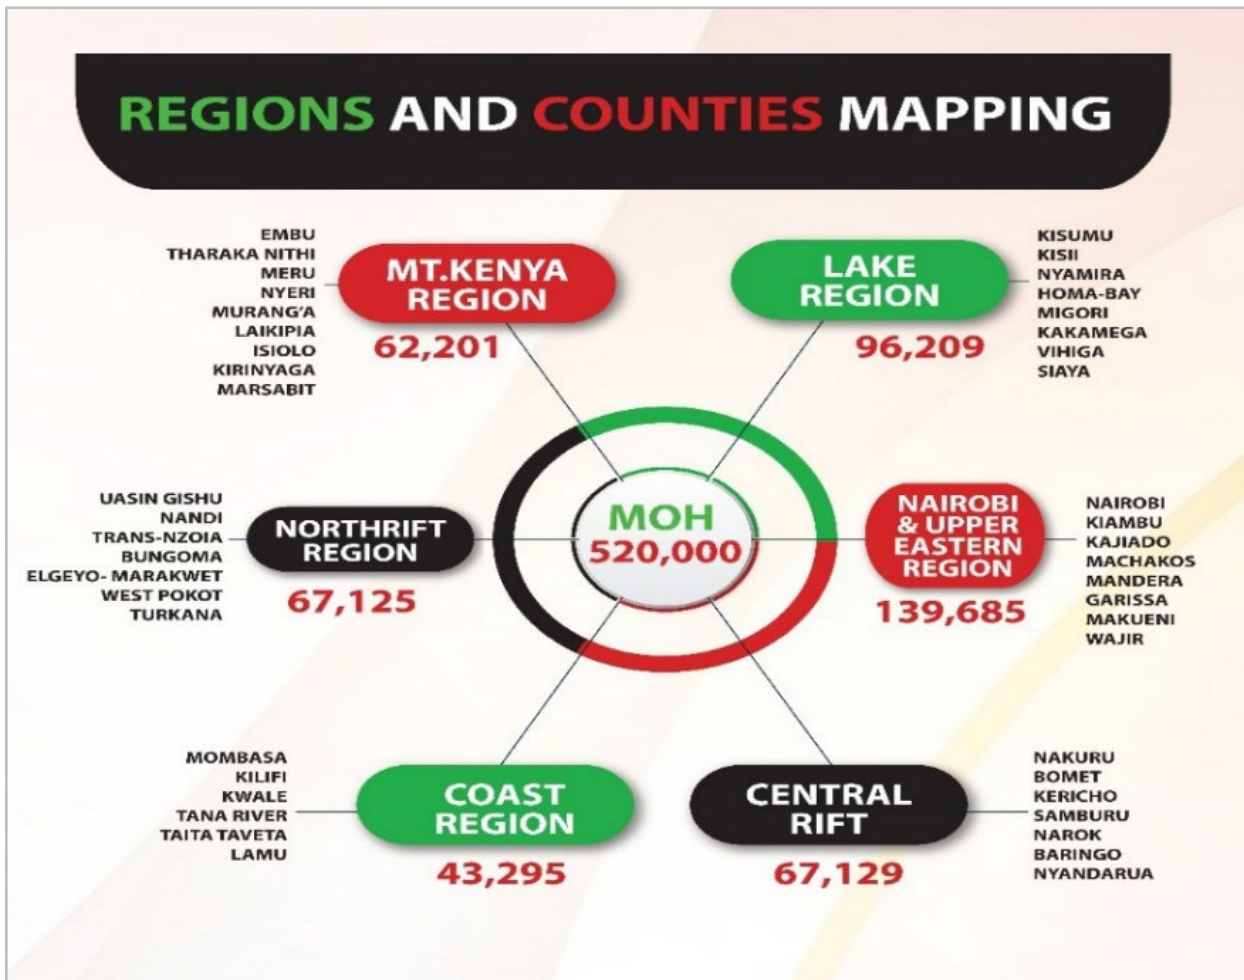 REGIONS AND COUNTIES MAPPING
EMBU
THARAKA NITHI
MERU
NYERI
MURANG'A
LAIKIPIA
ISIOLO
KIRINYAGA
MARSABIT
MT.KENYA
REGION
62,201
LAKE
REGION
96,209
KISUMU
KISII
NYAMIRA
HOMA-BAY
MIGORI
KAKAMEGA
VIHIGA
SIAYA
UASIN GISHU
NANDI
TRANS-NZOIA
BUNGOMA
ELGEYO- MARAKWET
WEST POKOT
TURKANA
NORTHRIFT
REGION
67,125
MOH
520,000
NAIROBI
& UPPER
EASTERN
REGION
139,685
NAIROBI
KIAMBU
KAJIADO
MACHAKOS
MANDERA
GARISSA
MAKUENI
WAJIR
MOMBASA
KILIFI
KWALE
TANA RIVER
TAITA TAVETA
LAMU
COAST
REGION
43,295
CENTRAL
RIFT
67,129
NAKURU
BOMET
KERICHO
SAMBURU
NAROK
BARINGO
NYANDARUA